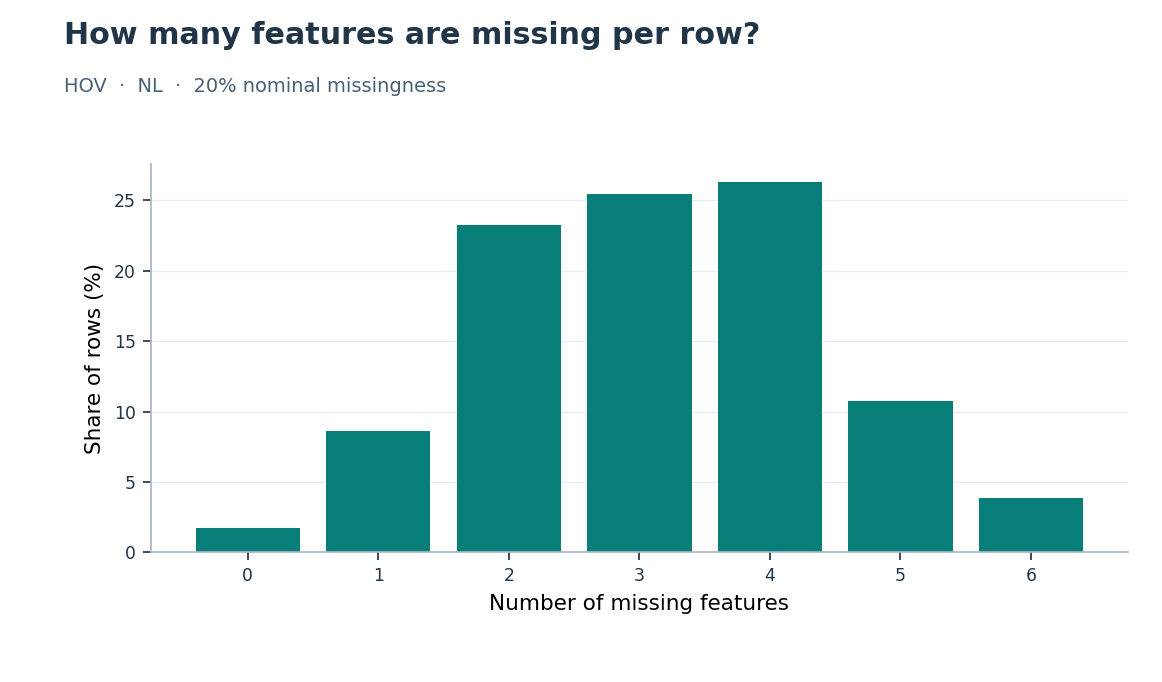 How many features are missing per row?
HOV · NL · 20% nominal missingness
Share of rows (%)
25
20
15
10
5
0
0 1 2 3 4 5 6
Number of missing features